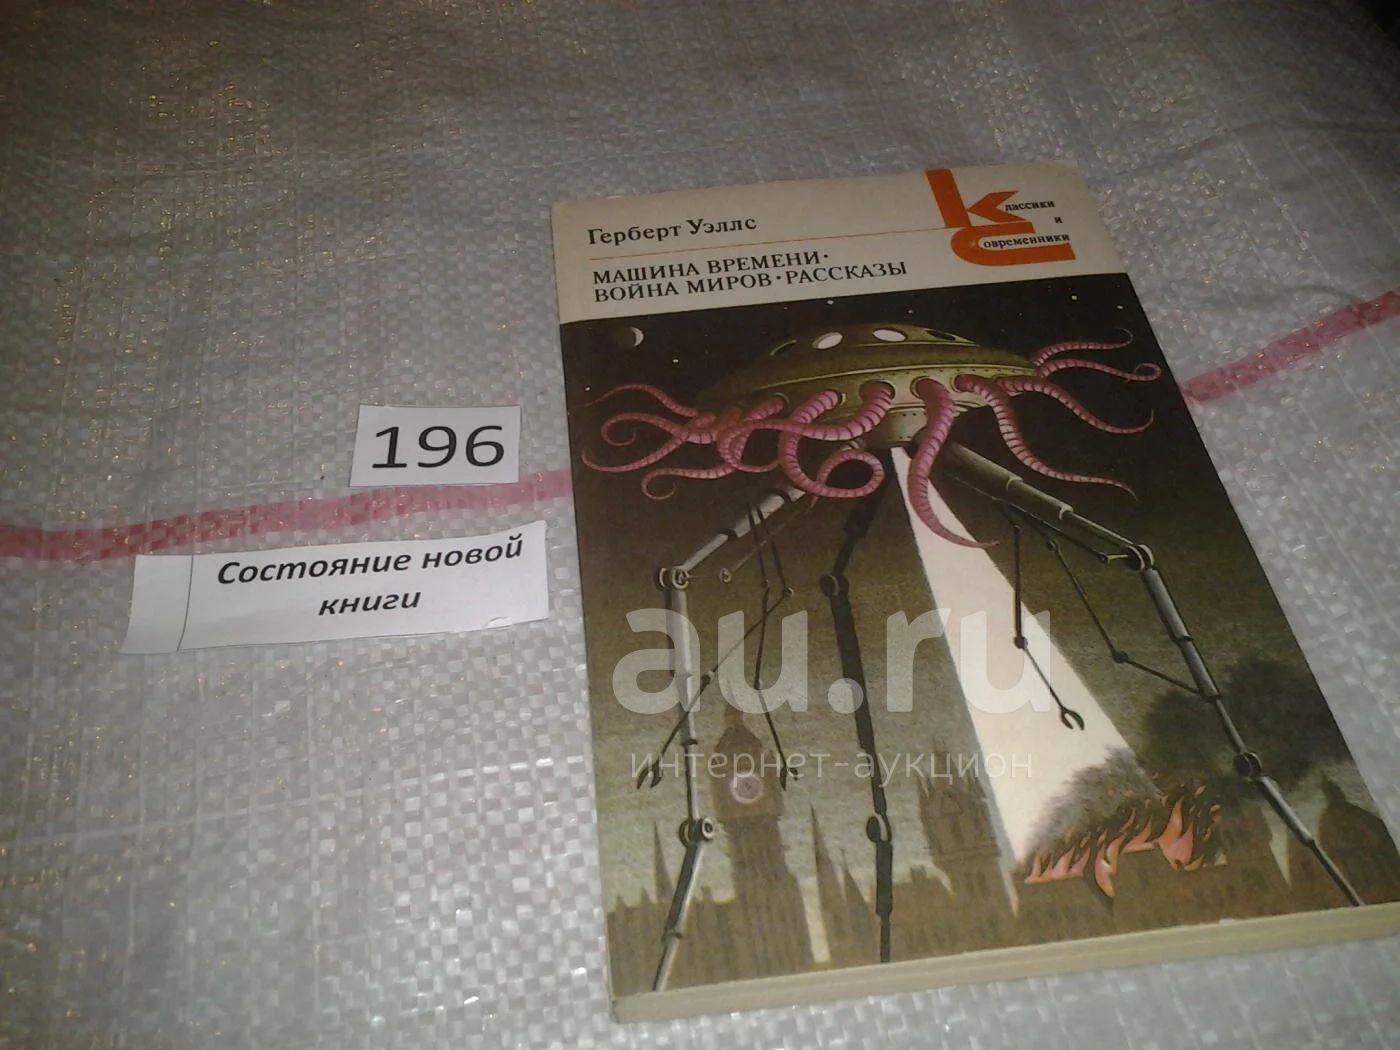 Герберт Уэллс
Классики
и
Современники
МАШИНА ВРЕМЕНИ·
ВОЙНА МИРОВ·РАССКАЗЫ
196
Состояние новой
книги
au.ru
интернет-аукцион